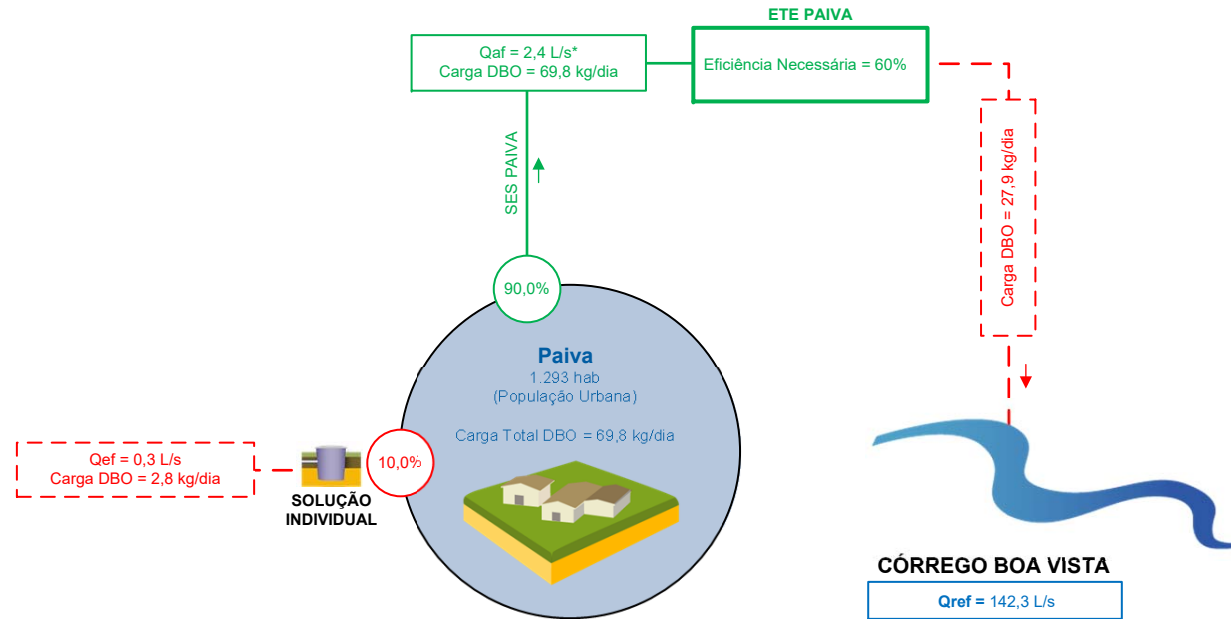 ETE PAIVA
Qaf = 2,4 L/s*
Carga DBO = 69,8 kg/dia
Eficiência Necessária = 60%
SES PAIVA
Carga DBO = 27,9 kg/dia
90,0%
Paiva
1.293 hab
(População Urbana)
Carga Total DBO = 69,8 kg/dia
Qef = 0,3 L/s
Carga DBO = 2,8 kg/dia
10,0%
SOLUÇÃO
INDIVIDUAL
CÓRREGO BOA VISTA
Qref = 142,3 L/s